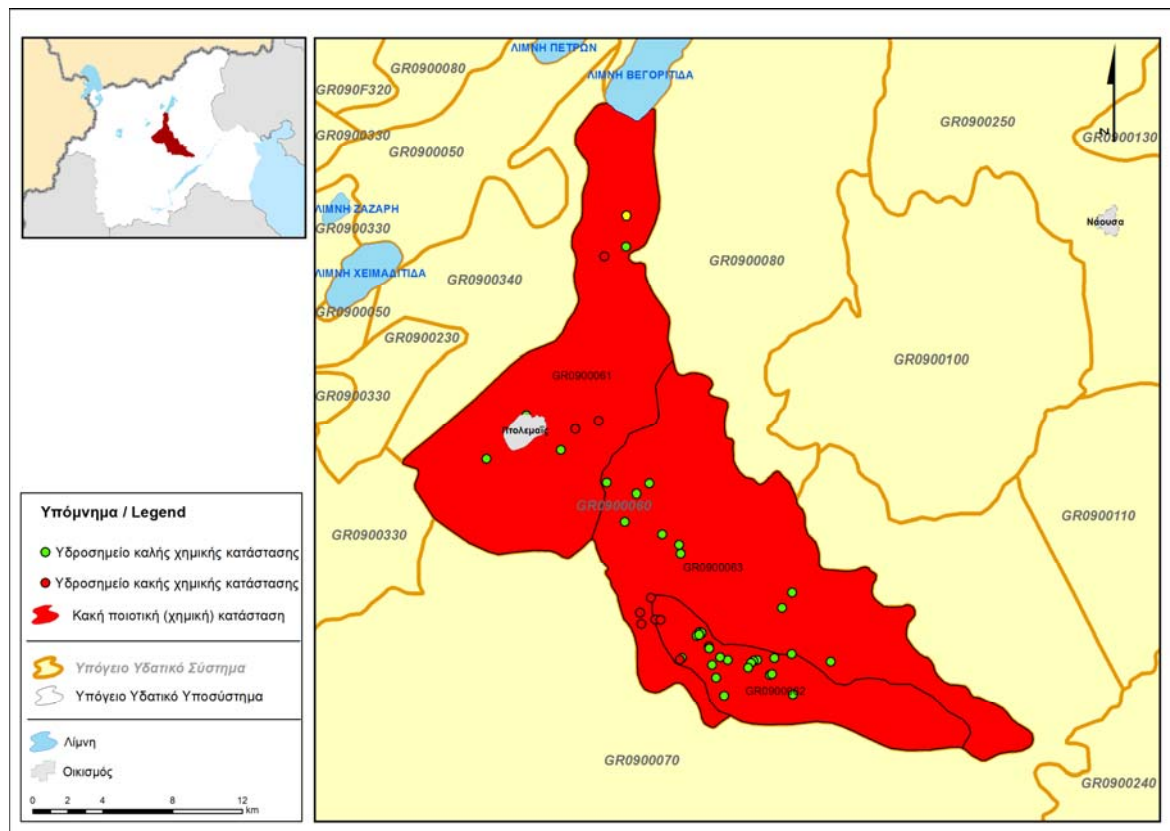 ΛΙΜΝΗ ΠΕΤΡΩΝ
ΛΙΜΝΗ ΒΕΓΟΡΙΤΙΔΑ
GR0900080
GR090F320
GR0900330
GR0900050
GR0900250
GR0900130
N
ΛΙΜΝΗ ΖΑΖΑΡΗ
GR0900330
Νάουσα
ΛΙΜΝΗ ΧΕΙΜΑΔΙΤΙΔΑ
GR0900340
GR0900080
GR0900050
GR0900230
GR0900100
GR0900061
GR0900330
Πτολεμαΐς
GR0900060
GR0900330
GR0900110
GR0900063
GR0900062
GR0900070
GR0900240
Υπόμνημα / Legend
Υδροσημείο καλής χημικής κατάστασης
Υδροσημείο κακής χημικής κατάστασης
Κακή ποιοτική (χημική) κατάσταση
Υπόγειο Υδατικό Σύστημα
Υπόγειο Υδατικό Υποσύστημα
Λίμνη
Οικισμός
0 2 4 8 12
km